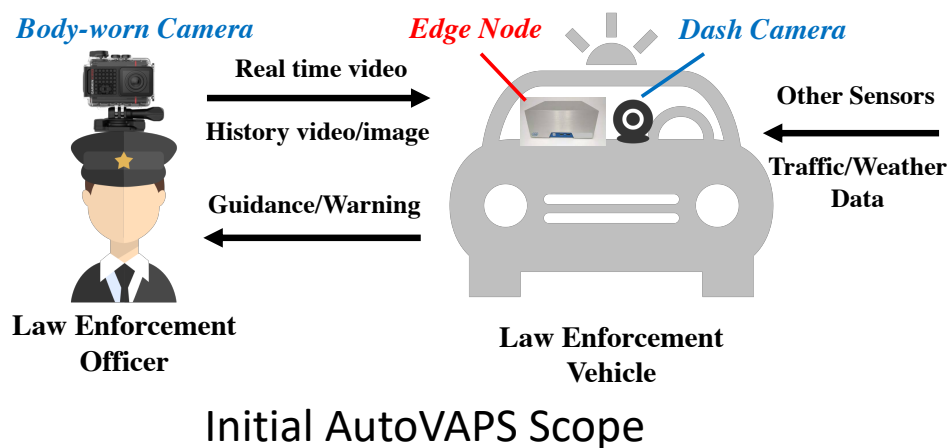 Body-worn Camera
Edge Node
Dash Camera
Real time video
History video/image
Guidance/Warning
Other Sensors
Traffic/Weather
Data
Law Enforcement
Officer
Law Enforcement
Vehicle
Initial AutoVAPS Scope